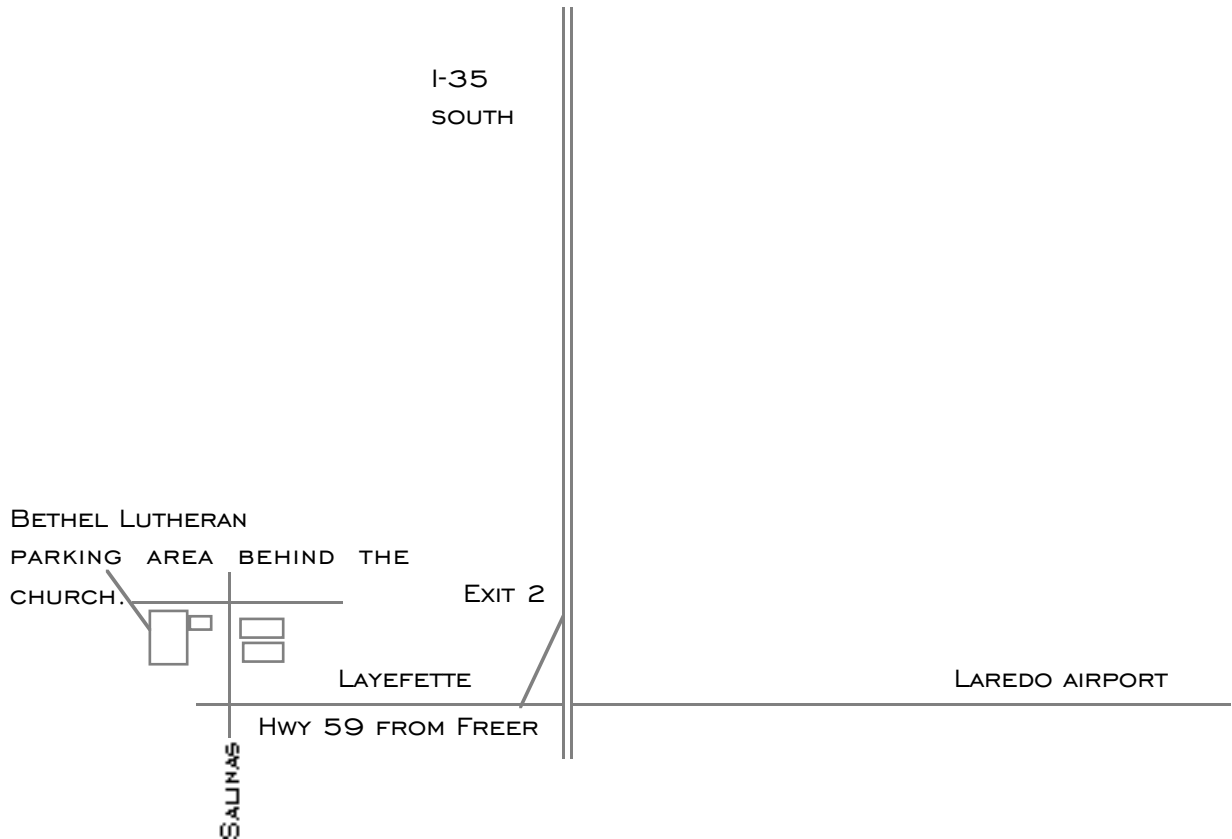 I-35
SOUTH
BETHEL LUTHERAN
PARKING AREA BEHIND THE
CHURCH.
EXIT 2
LAYEFETTE
LAREDO AIRPORT
HWY 59 FROM FREER
SALINAS